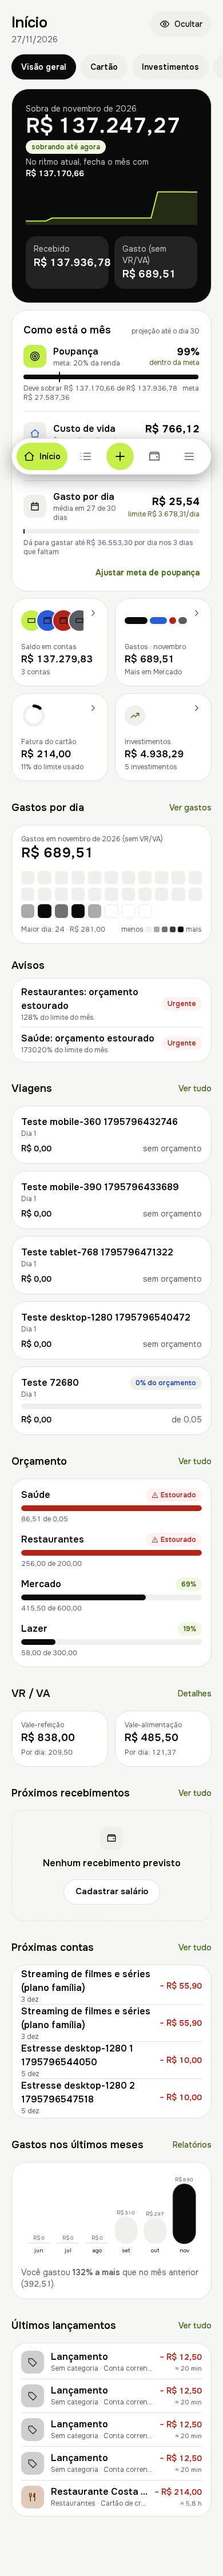 Início
27/11/2026
Ocultar
Visão geral
Cartão
Investimentos
Sobra de novembro de 2026
R$ 137.247,27
sobrando até agora
No ritmo atual, fecha o mês com
R$ 137.170,66
Recebido
R$ 137.936,78
Gasto (sem
VR/VA)
R$ 689,51
Como está o mês
projeção até o dia 30
Poupança
99%
meta: 20% da renda
dentro da meta
Deve sobrar R$ 137.170,66 de R$ 137.936,78 · meta
R$ 27.587,36
Custo de vida
R$ 766,12
Início
Gasto por dia
R$ 25,54
média em 27 de 30
dias
limite R$ 3.678,31/dia
Dá para gastar até R$ 36.553,30 por dia nos 3 dias
que faltam
Ajustar meta de poupança
Saldo em contas
R$ 137.279,83
3 contas
Gastos · novembro
R$ 689,51
Mais em Mercado
Fatura do cartão
R$ 214,00
11% do limite usado
Investimentos
R$ 4.938,29
5 investimentos
Gastos por dia
Ver gastos
Gastos em novembro de 2026 (sem VR/VA)
R$ 689,51
Maior dia: 24 · R$ 281,00
menos
mais
Avisos
Restaurantes: orçamento
estourado
Urgente
128% do limite do mês.
Saúde: orçamento estourado
Urgente
173020% do limite do mês.
Viagens
Ver tudo
Teste mobile-360 1795796432746
Dia 1
R$ 0,00
sem orçamento
Teste mobile-390 1795796433689
Dia 1
R$ 0,00
sem orçamento
Teste tablet-768 1795796471322
Dia 1
R$ 0,00
sem orçamento
Teste desktop-1280 1795796540472
Dia 1
R$ 0,00
sem orçamento
Teste 72680
0% do orçamento
Dia 1
R$ 0,00
de 0,05
Orçamento
Ver tudo
Saúde
Estourado
86,51 de 0,05
Restaurantes
Estourado
256,00 de 200,00
Mercado
69%
415,50 de 600,00
Lazer
19%
58,00 de 300,00
VR / VA
Detalhes
Vale-refeição
R$ 838,00
Por dia: 209,50
Vale-alimentação
R$ 485,50
Por dia: 121,37
Próximos recebimentos
Ver tudo
Nenhum recebimento previsto
Cadastrar salário
Próximas contas
Ver tudo
Streaming de filmes e séries
(plano família)
- R$ 55,90
3 dez
Streaming de filmes e séries
(plano família)
- R$ 55,90
3 dez
Estresse desktop-1280 1
1795796544050
- R$ 10,00
5 dez
Estresse desktop-1280 2
1795796547518
- R$ 10,00
5 dez
Gastos nos últimos meses
Relatórios
R$ 0
R$ 0
R$ 0
R$ 310
R$ 297
R$ 690
jun
jul
ago
set
out
nov
Você gastou 132% a mais que no mês anterior
(392,51).
Últimos lançamentos
Ver tudo
Lançamento
- R$ 12,50
Sem categoria · Conta corren...
≈ 20 min
Lançamento
- R$ 12,50
Sem categoria · Conta corren...
≈ 20 min
Lançamento
- R$ 12,50
Sem categoria · Conta corren...
≈ 20 min
Lançamento
- R$ 12,50
Sem categoria · Conta corren...
≈ 20 min
Restaurante Costa ...
- R$ 214,00
Restaurantes · Cartão de cr...
≈ 5,8 h